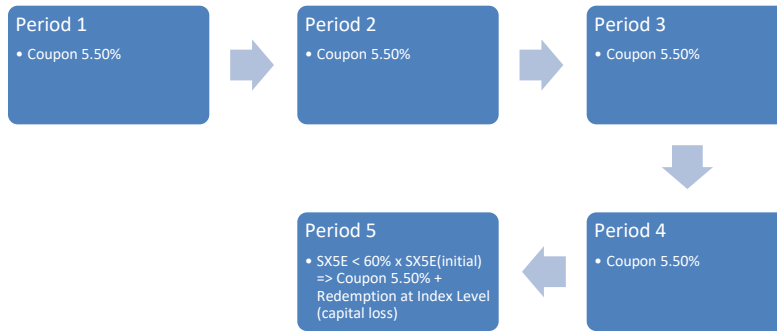 Period 1
• Coupon 5.50%
Period 2
• Coupon 5.50%
Period 3
• Coupon 5.50%
Period 4
• Coupon 5.50%
Period 5
• SX5E < 60% x SX5E(initial)
=> Coupon 5.50% +
Redemption at Index Level
(capital loss)